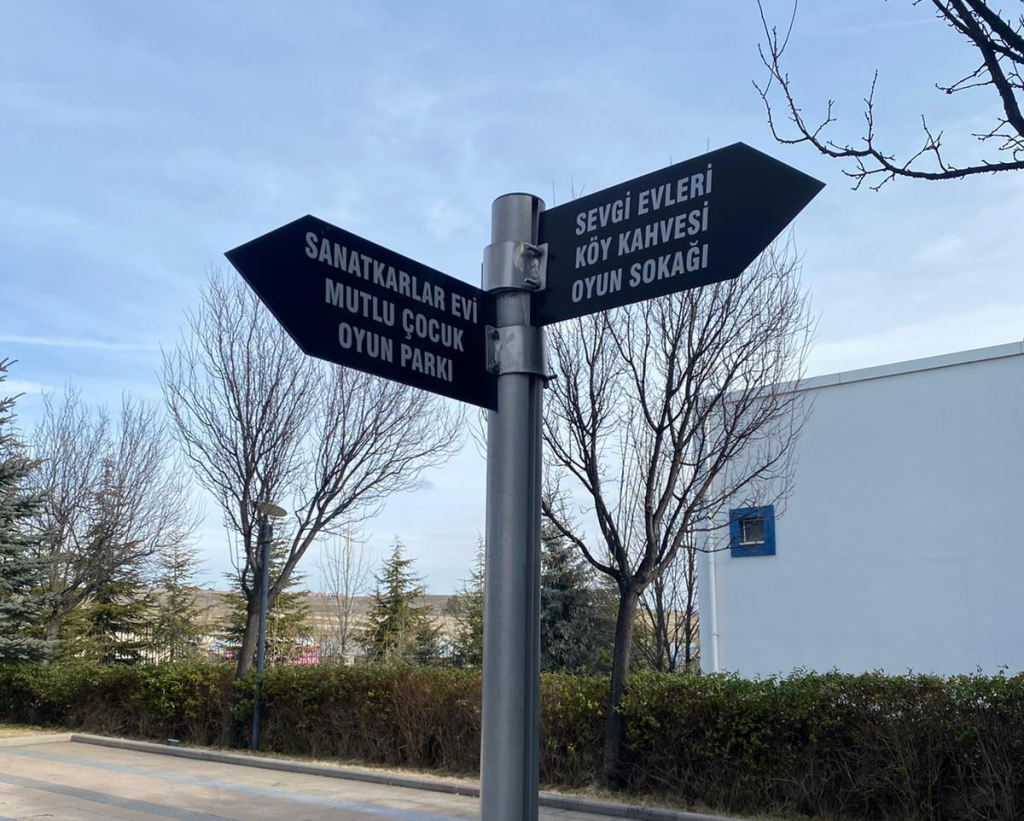 SANATKARLAR EVİ
MUTLU ÇOCUK
OYUN PARKI
SEVGİ EVLERİ
KÖY KAHVESİ
OYUN SOKAĞI